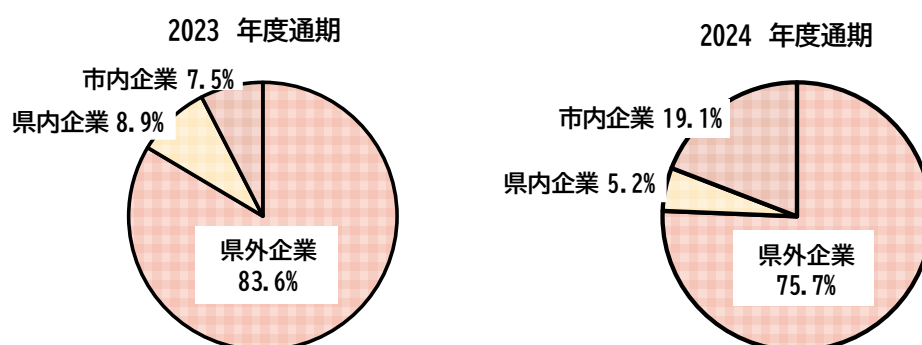 2023 年度通期
市内企業 7.5%
県内企業 8.9%
県外企業
83.6%
2024 年度通期
市内企業 19.1%
県内企業 5.2%
県外企業
75.7%